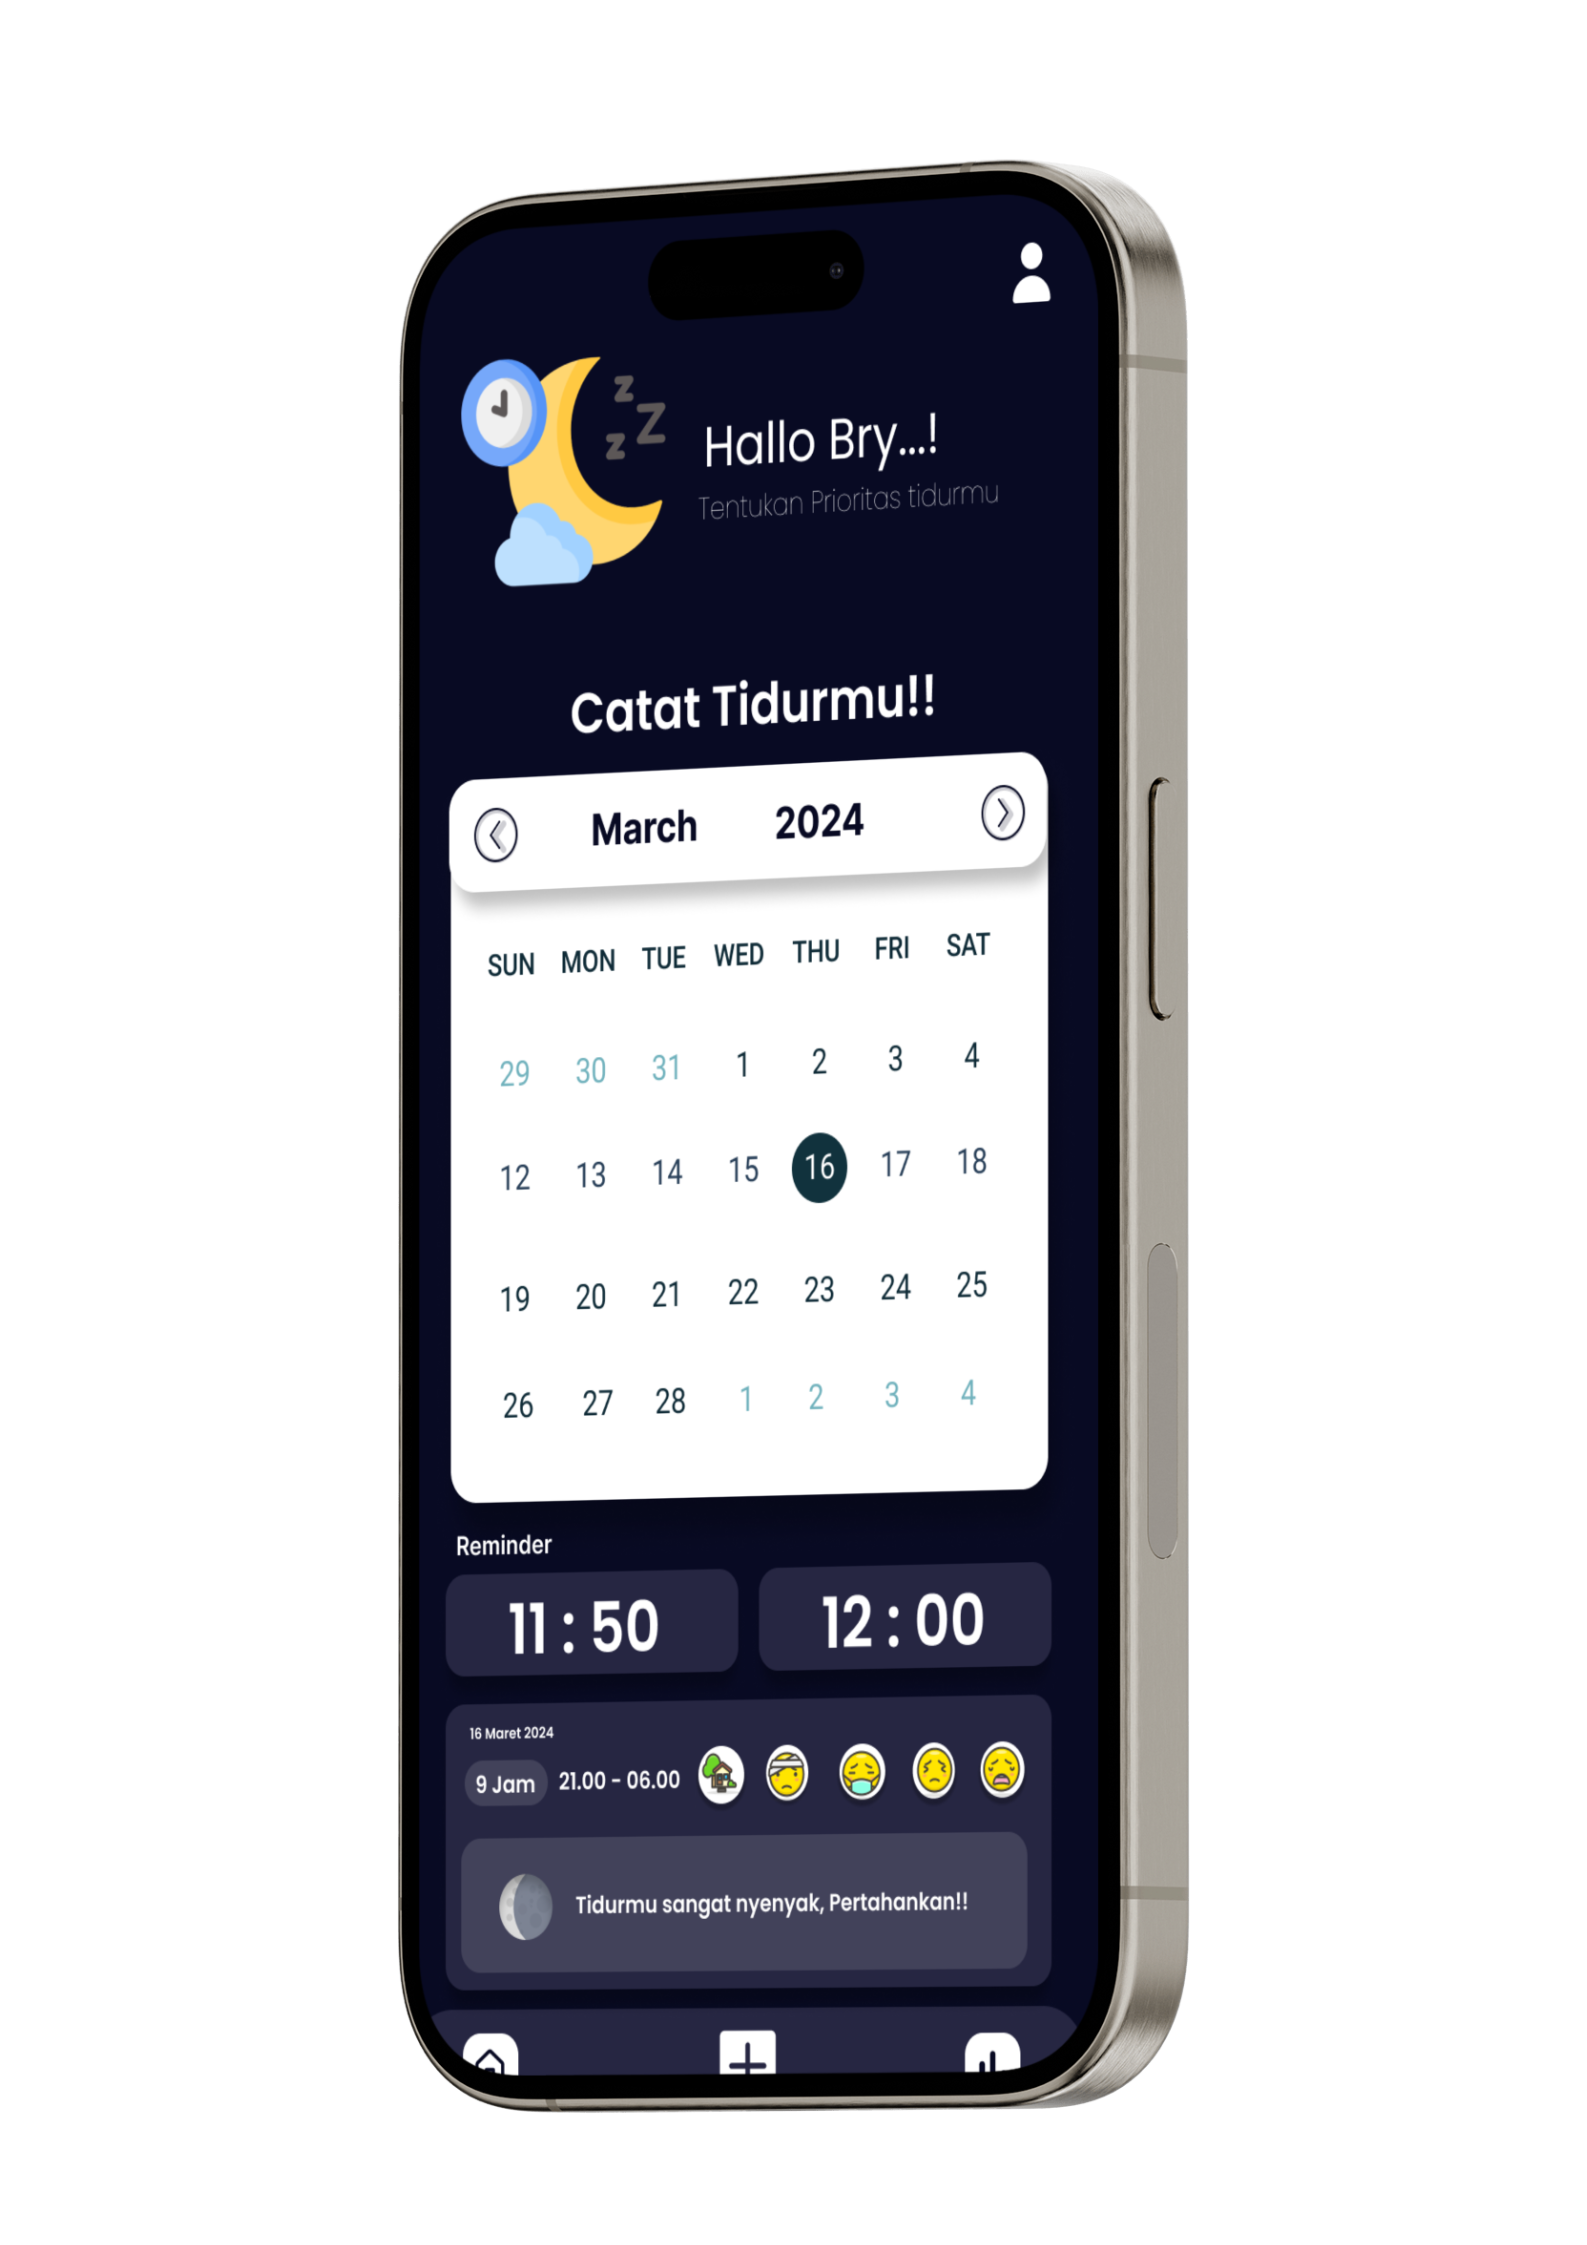 z
Z
z
Hallo Bry...!
Tentukan Prioritas tidurmu
Catat Tidurmu!!
March 2024
SUN MON TUE WED THU FRI SAT
29 30 31 1 2 3 4
12 13 14 15 16 17 18
19 20 21 22 23 24 25
26 27 28 1 2 3 4
Reminder
11 : 50 12 : 00
16 Maret 2024
9 Jam 21.00 - 06.00
Tidurmu sangat nyenyak, Pertahankan!!